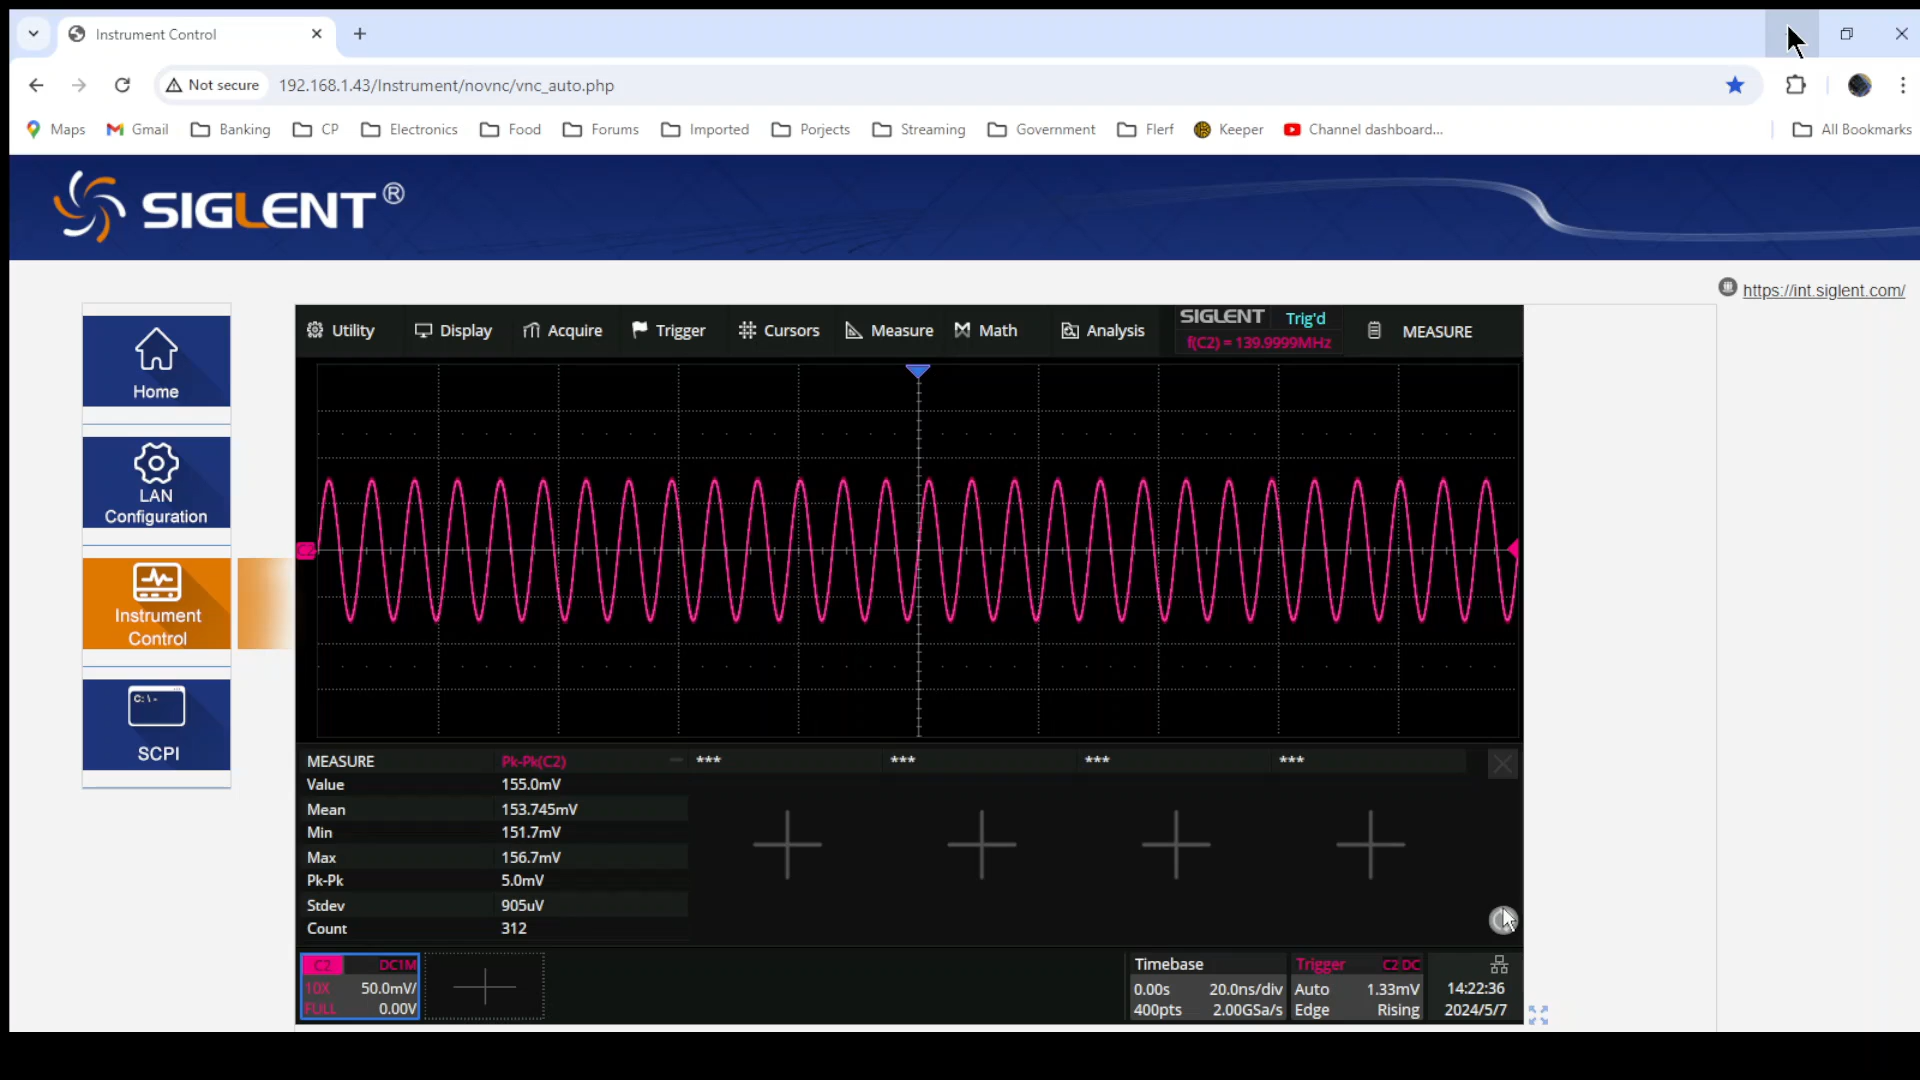 Instrument Control
Not secure 192.168.1.43/Instrument/novnc/vnc_auto.php
Maps Gmail Banking CP Electronics Food Forums Imported Porjects Streaming Government Flerf Keeper Channel dashboard... All Bookmarks
SIGLENT®
https://int.siglent.com/
Home
LAN
Configuration
Instrument
Control
C:\-
SCPI
Utility Display Acquire Trigger Cursors Measure Math Analysis SIGLENT Trig'd MEASURE
f(C2) = 139.9999MHz
C2
MEASURE Pk-Pk(C2) *** *** *** ***
Value 155.0mV
Mean 153.745mV
Min 151.7mV
Max 156.7mV
Pk-Pk 5.0mV
Stdev 905uV
Count 312
C2 DC1M
10X 50.0mV/
FULL 0.00V
Timebase
0.00s 20.0ns/div
400pts 2.00GSa/s
Trigger C2 DC
Auto 1.33mV
Edge Rising
14:22:36
2024/5/7